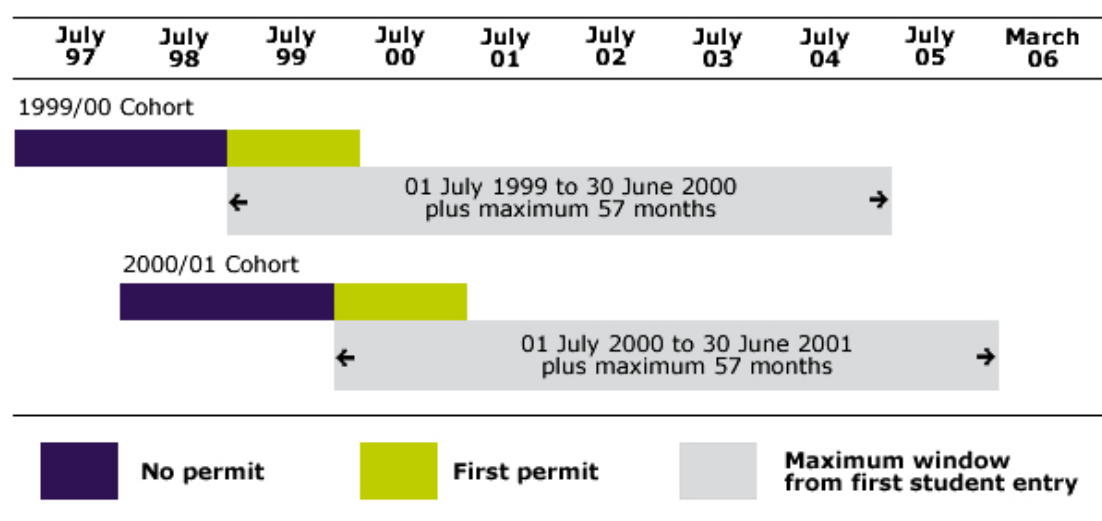 July July July July July July July July July March
97 98 99 00 01 02 03 04 05 06
1999/00 Cohort
01 July 1999 to 30 June 2000
plus maximum 57 months
2000/01 Cohort
01 July 2000 to 30 June 2001
plus maximum 57 months
No permit
First permit
Maximum window
from first student entry